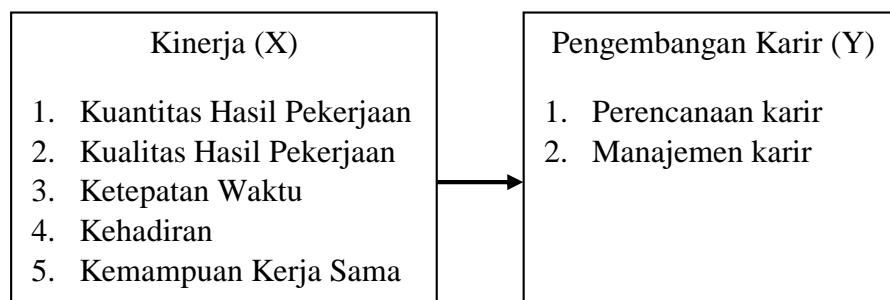 Kinerja (X)
1. Kuantitas Hasil Pekerjaan
2. Kualitas Hasil Pekerjaan
3. Ketepatan Waktu
4. Kehadiran
5. Kemampuan Kerja Sama
Pengembangan Karir (Y)
1. Perencanaan karir
2. Manajemen karir